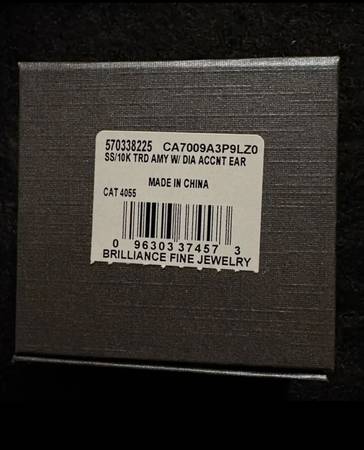 570338225 CA7009A3P9LZ0
SS/10K TRD AMY W/ DIA ACCNT EAR
MADE IN CHINA
CAT 4055
0 96303 37457 3
BRILLIANCE FINE JEWELRY